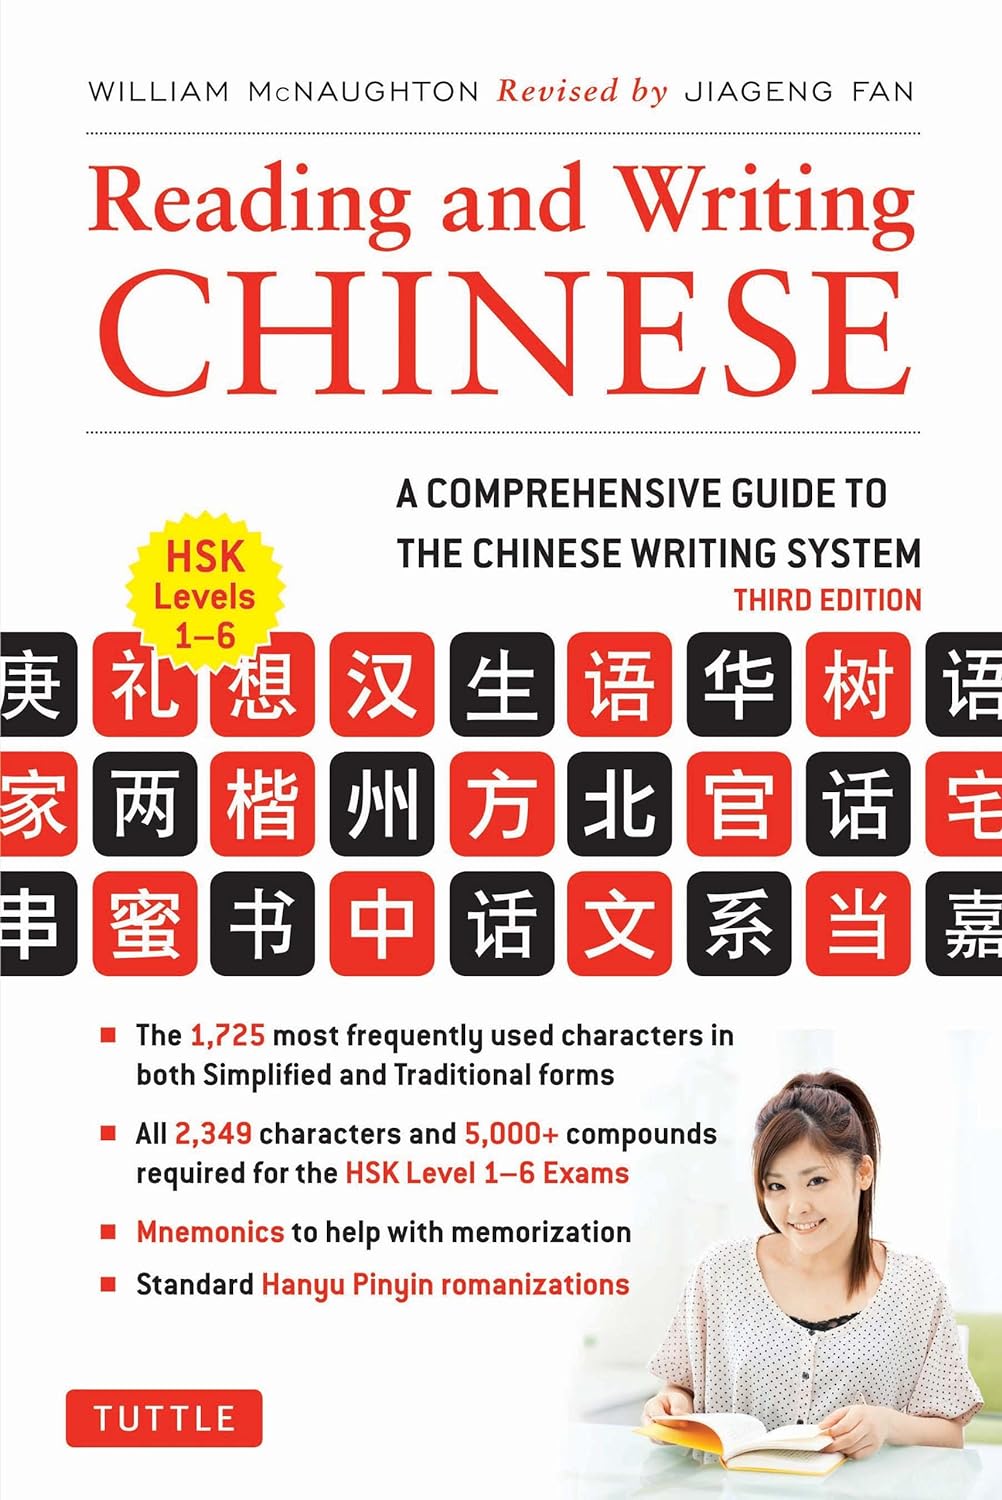 WILLIAM McNAUGHTON Revised by JIAGENG FAN
Reading and Writing
CHINESE
A COMPREHENSIVE GUIDE TO
THE CHINESE WRITING SYSTEM
THIRD EDITION
HSK
Levels
1–6
庚 礼 想 汉 生 语 华 树 语
家 两 楷 州 方 北 官 话 宅
串 蜜 书 中 话 文 系 当 嘉
■ The 1,725 most frequently used characters in
both Simplified and Traditional forms
■ All 2,349 characters and 5,000+ compounds
required for the HSK Level 1–6 Exams
■ Mnemonics to help with memorization
■ Standard Hanyu Pinyin romanizations
TUTTLE